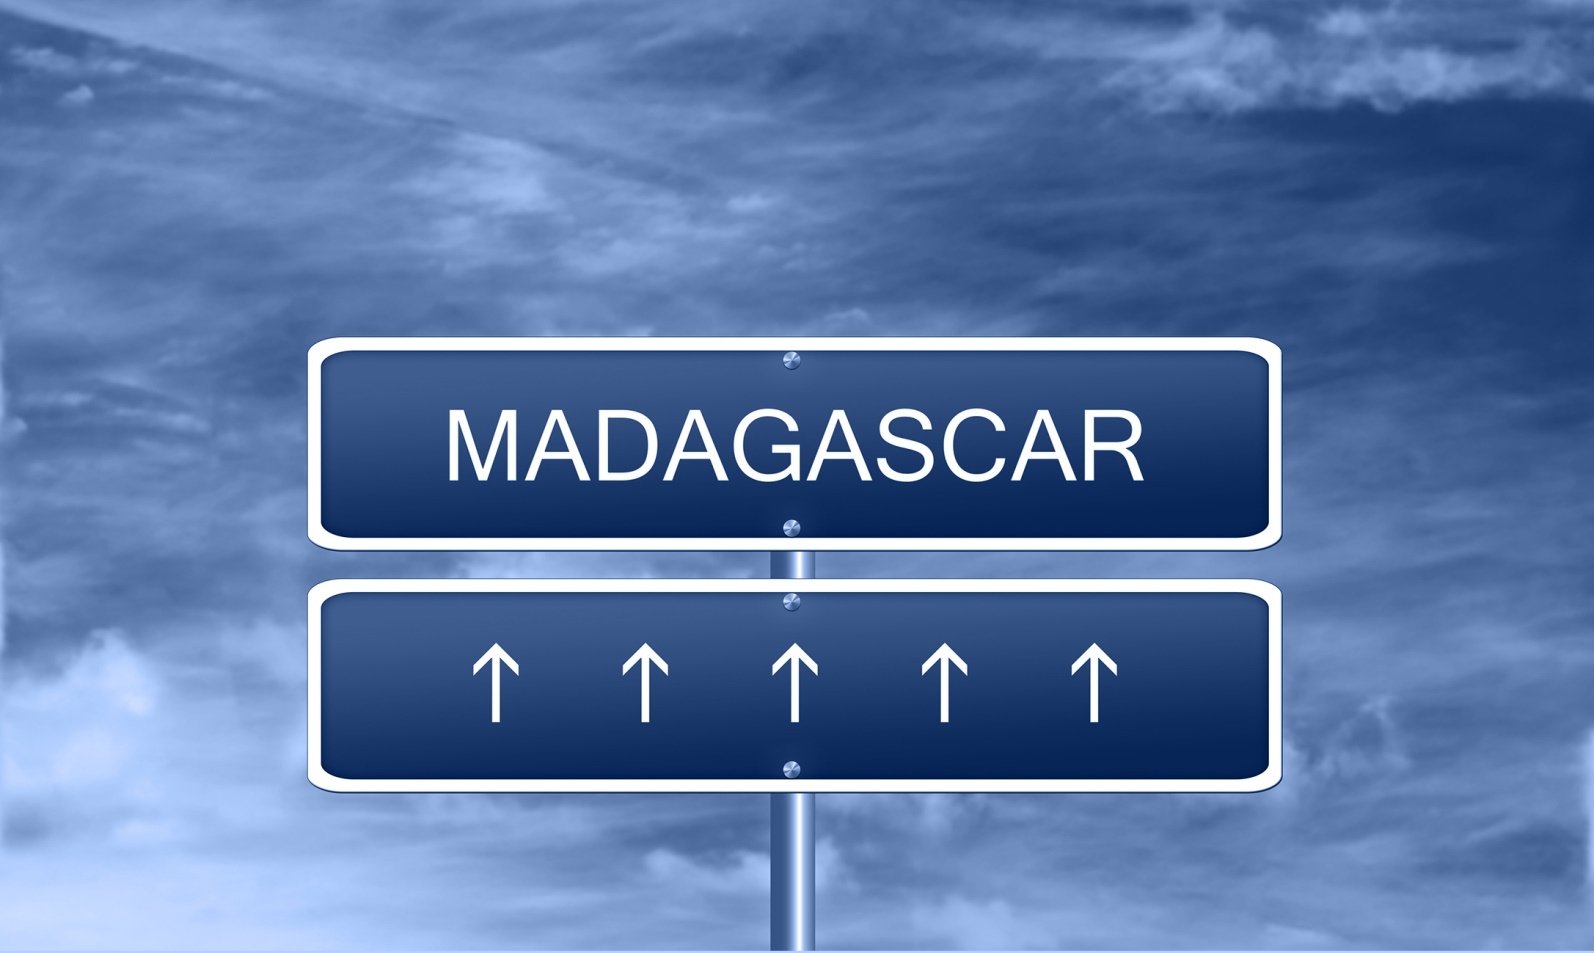 MADAGASCAR
↑ ↑ ↑ ↑ ↑